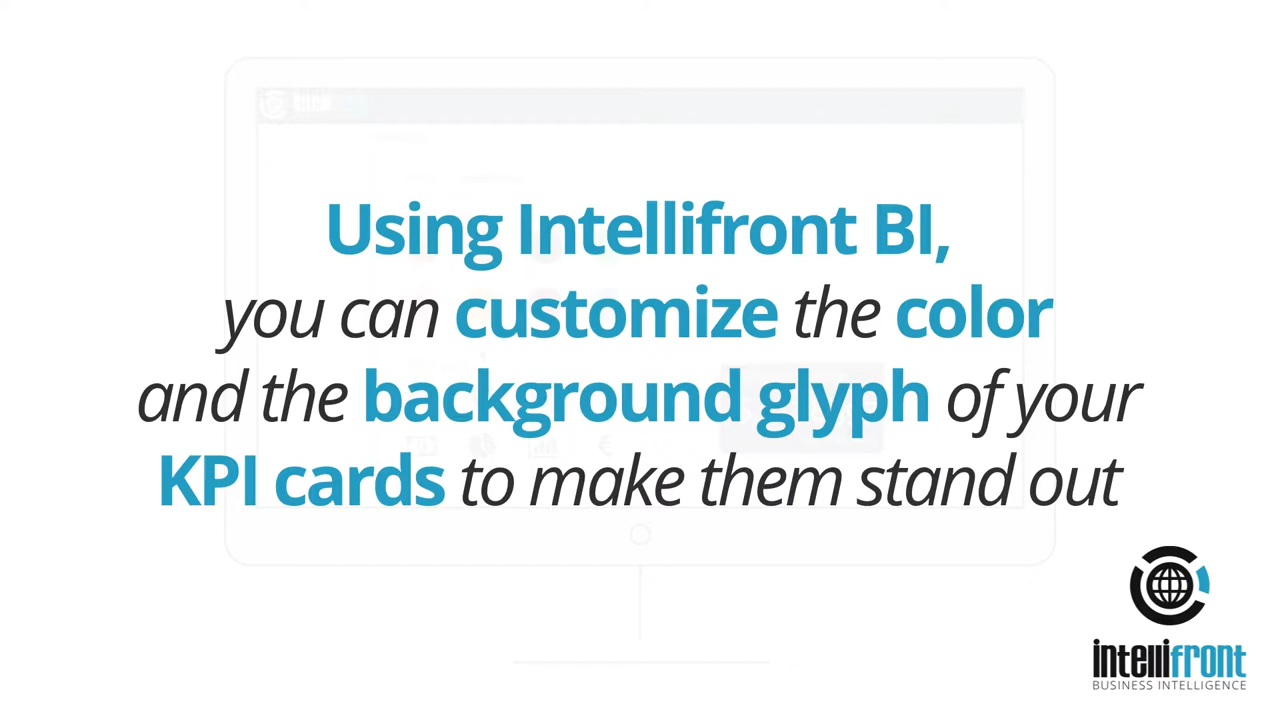 Using Intellifront BI,
you can customize the color
and the background glyph of your
KPI cards to make them stand out
intellifront
BUSINESS INTELLIGENCE